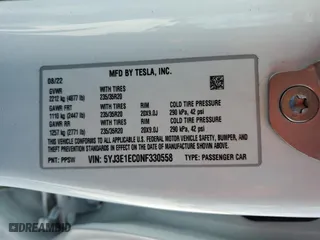 MFD BY TESLA, INC.
08/22
GVWR WITH TIRES
2212 kg (4877 lb) 235/35R20
GAWR FRT WITH TIRES RIM COLD TIRE PRESSURE
1110 kg (2447 lb) 235/35R20 20X9.0J 290 kPa, 42 psi
GAWR RR WITH TIRES RIM COLD TIRE PRESSURE
1257 kg (2771 lb) 235/35R20 20X9.0J 290 kPa, 42 psi
THIS VEHICLE CONFORMS TO ALL APPLICABLE
FEDERAL MOTOR VEHICLE SAFETY, BUMPER, AND
THEFT PREVENTION STANDARDS IN EFFECT ON THE DATE
OF MANUFACTURE SHOWN ABOVE.
VIN: 5YJ3E1EC0NF330558
PNT: PPSW TYPE: PASSENGER CAR
DREAMBID.COM